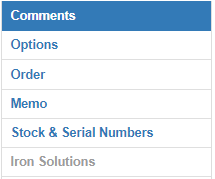 Comments
Options
Order
Memo
Stock & Serial Numbers
Iron Solutions